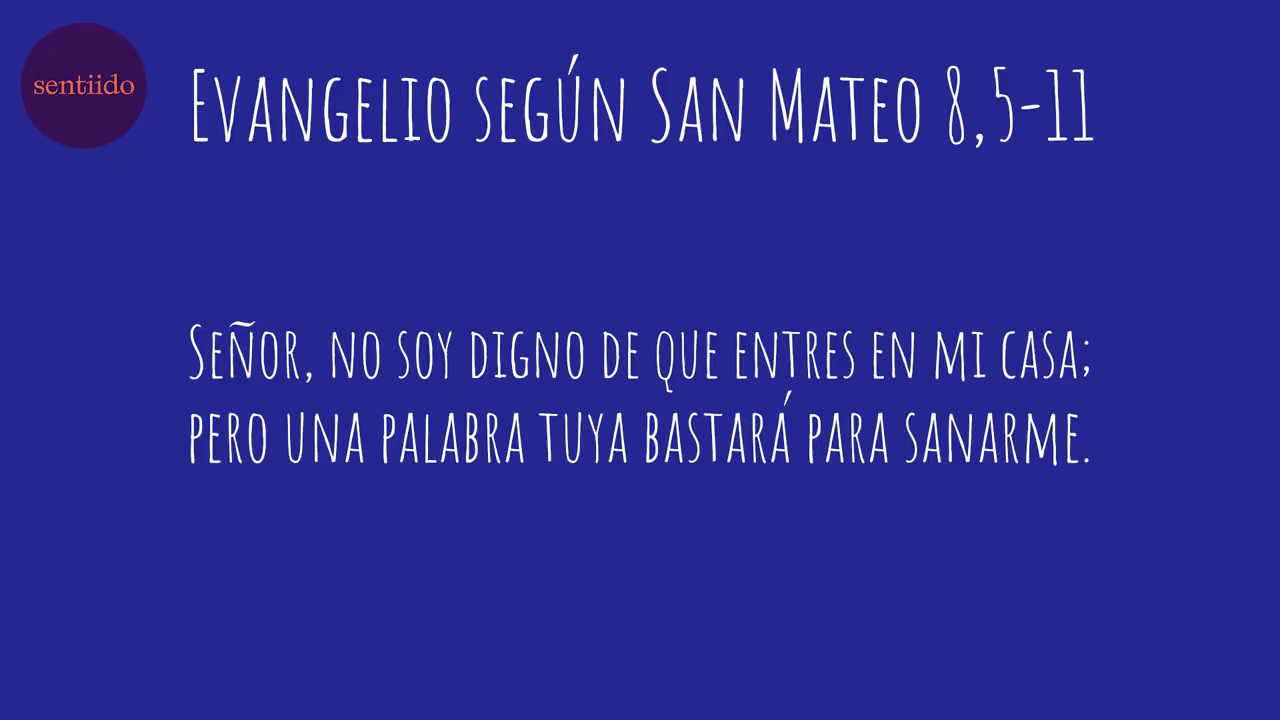 sentiido
Evangelio según San Mateo 8,5-11
Señor, no soy digno de que entres en mi casa;
pero una palabra tuya bastará para sanarme.